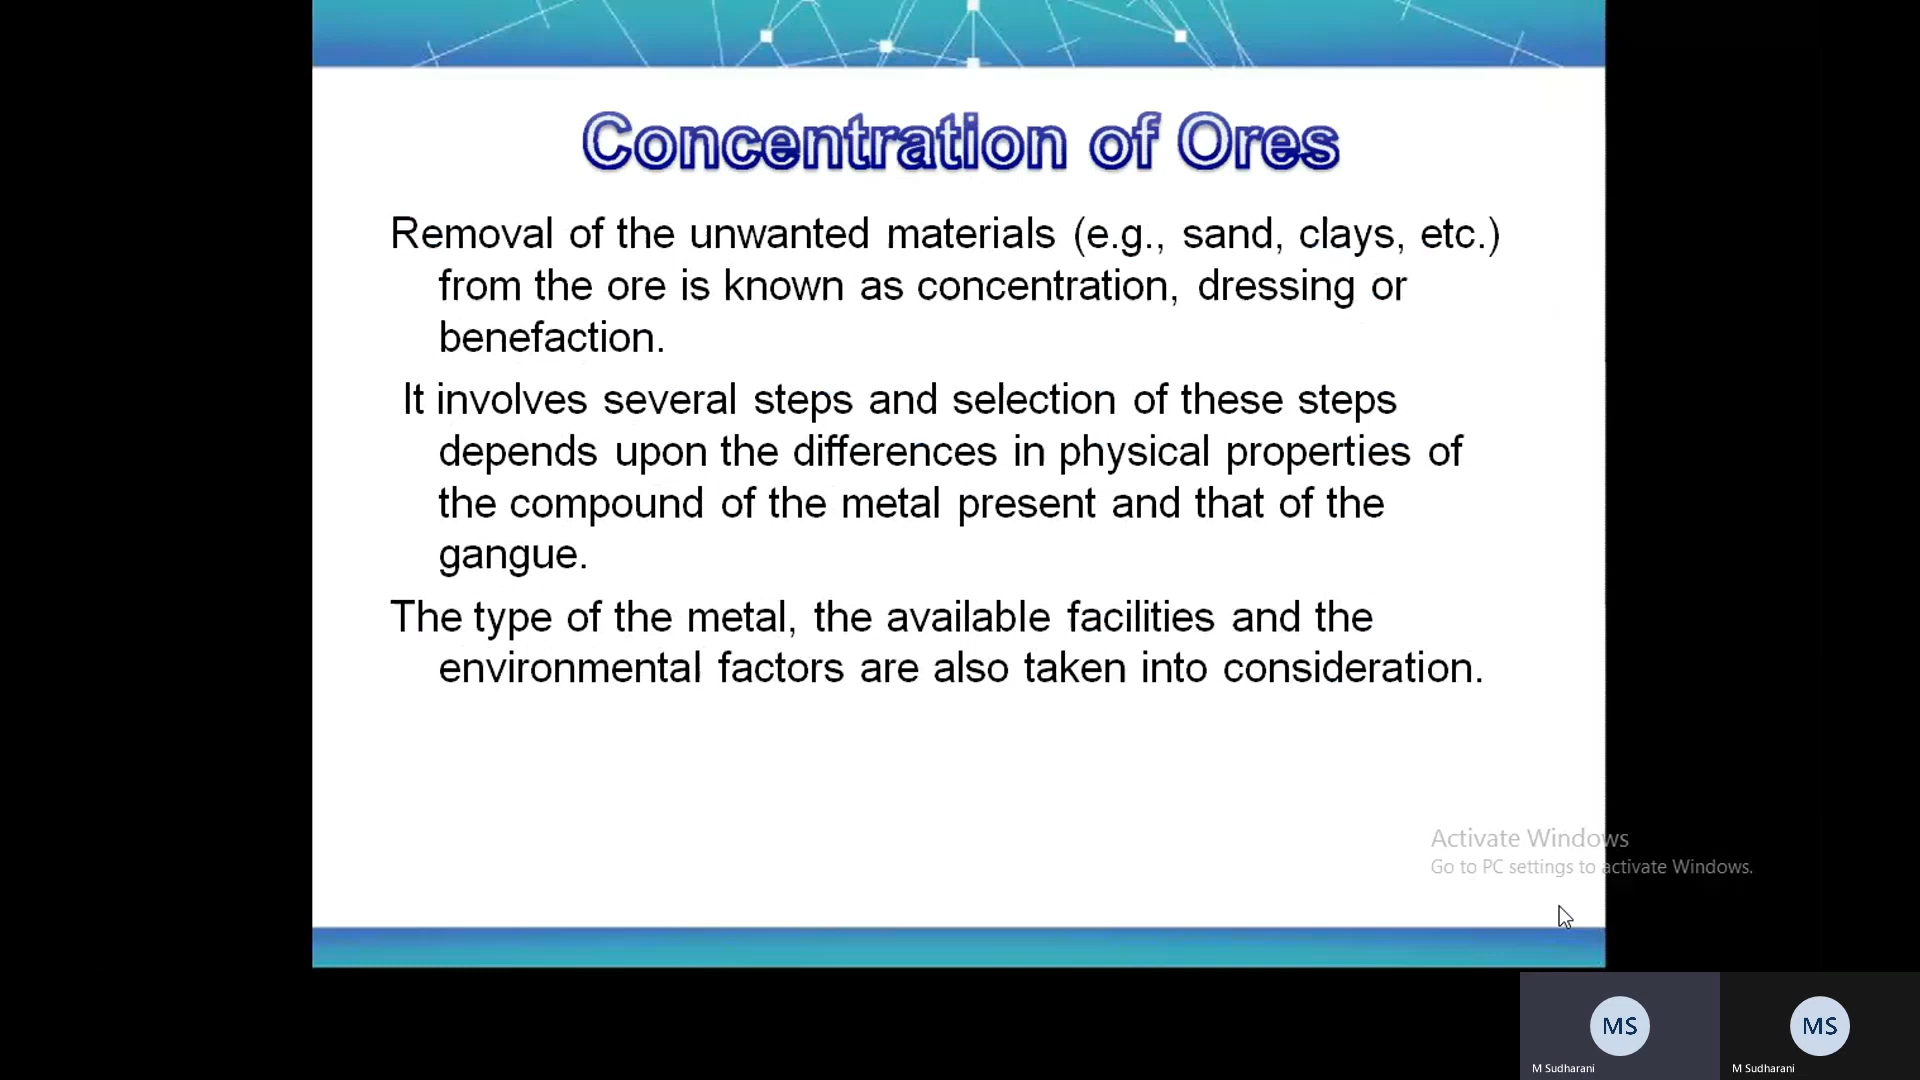 Concentration of Ores
Removal of the unwanted materials (e.g., sand, clays, etc.)
from the ore is known as concentration, dressing or
benefaction.
It involves several steps and selection of these steps
depends upon the differences in physical properties of
the compound of the metal present and that of the
gangue.
The type of the metal, the available facilities and the
environmental factors are also taken into consideration.
Activate Windows
Go to PC settings to activate Windows.
MS
M Sudharani
MS
M Sudharani